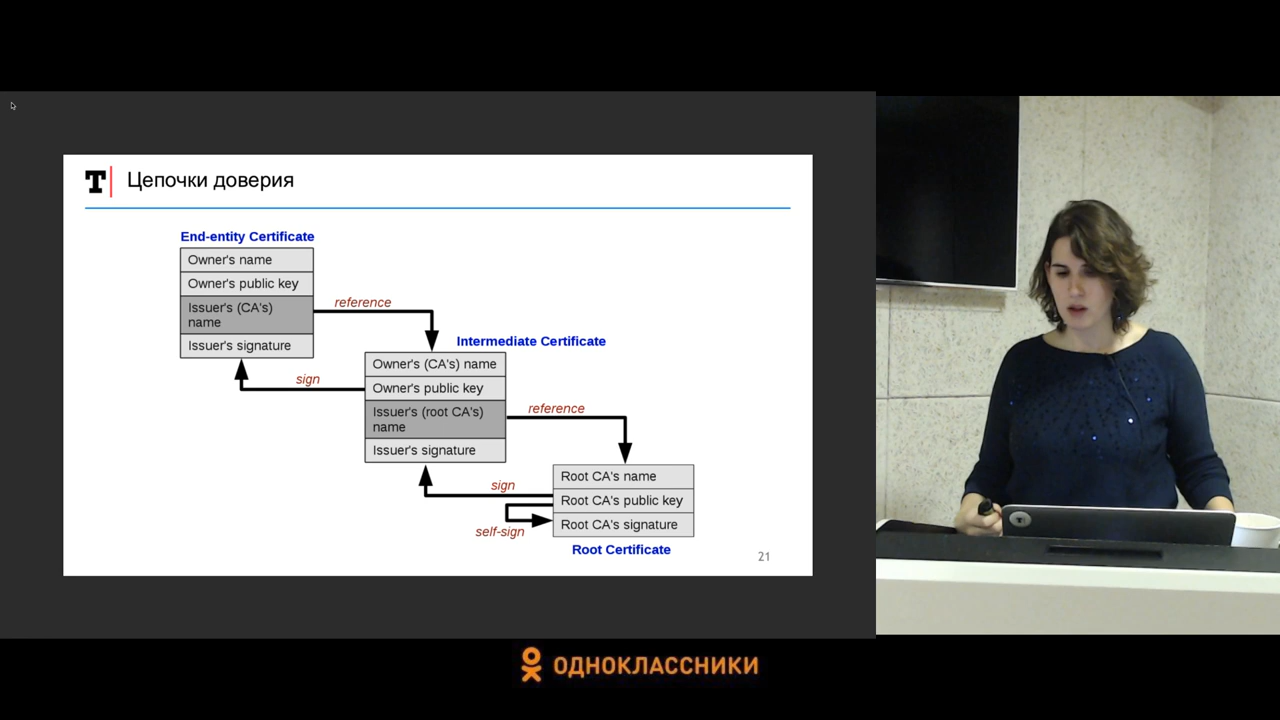 T
Цепочки доверия
End-entity Certificate
Owner's name
Owner's public key
Issuer's (CA's)
name
Issuer's signature
reference
sign
Intermediate Certificate
Owner's (CA's) name
Owner's public key
Issuer's (root CA's)
name
Issuer's signature
reference
sign
self-sign
Root CA's name
Root CA's public key
Root CA's signature
Root Certificate
21
ОДНОКЛАССНИКИ